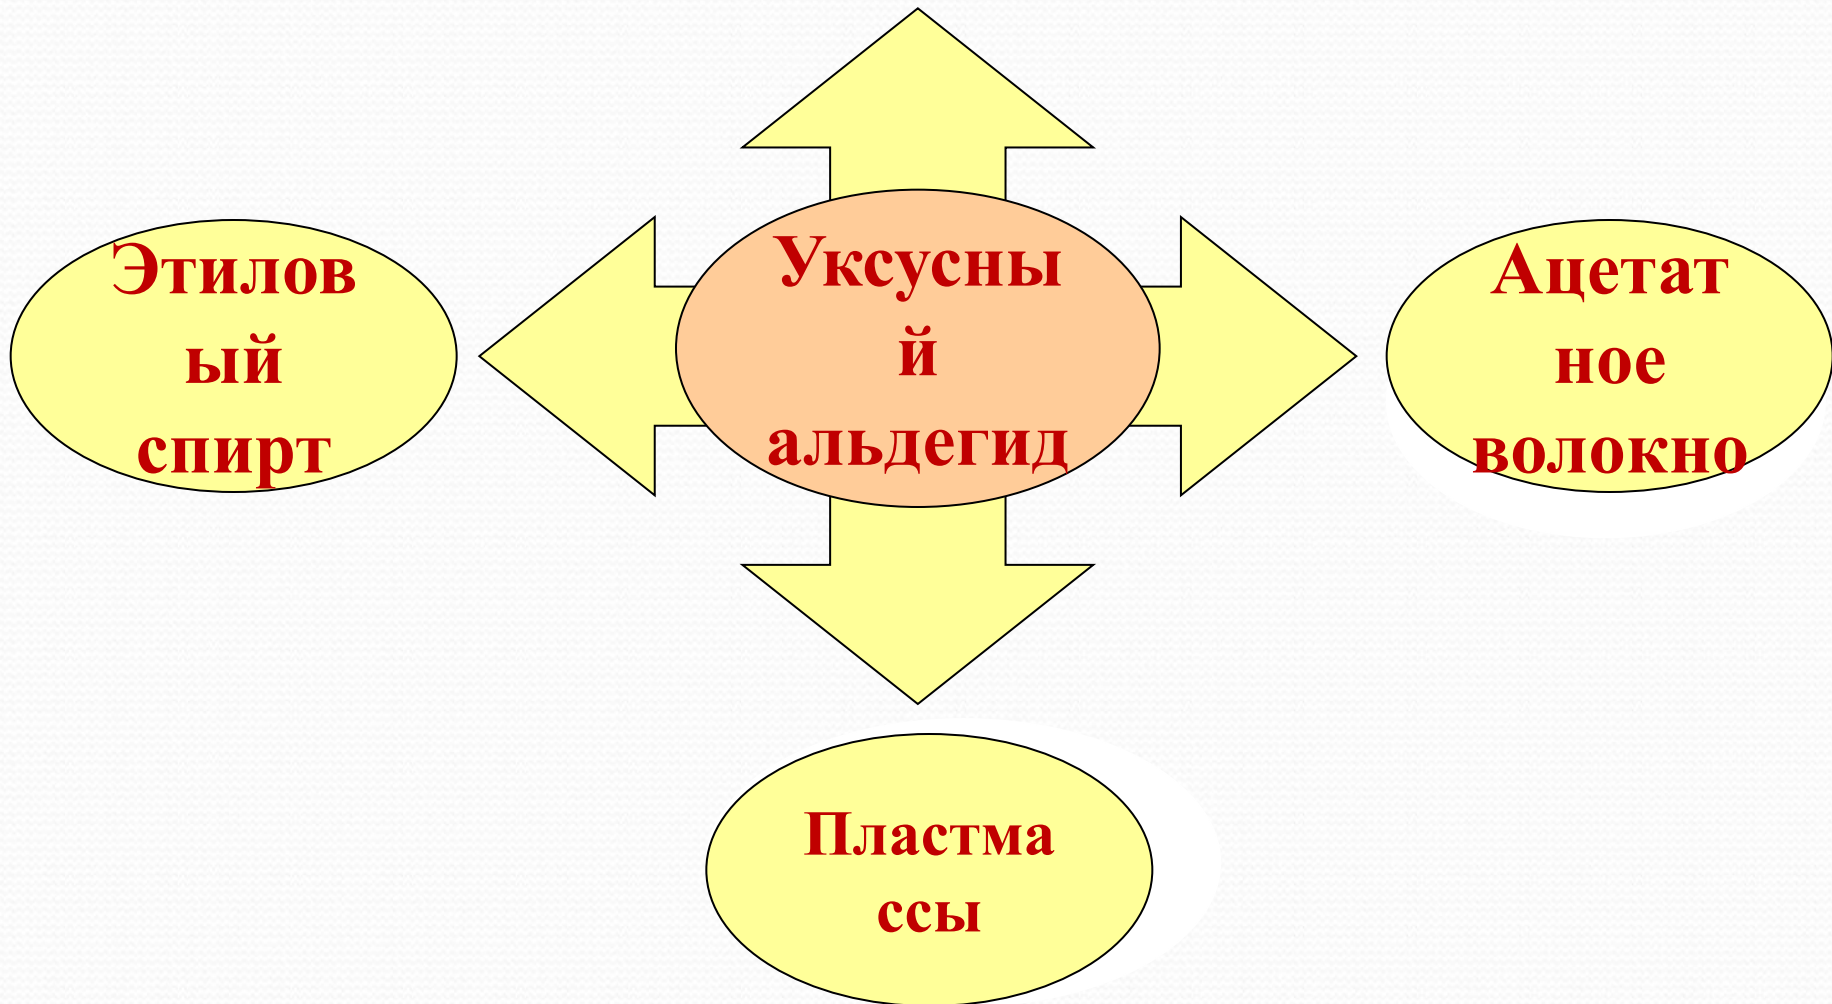 Этилов
ый
спирт
Уксусны
й
альдегид
Ацетат
ное
волокно
Пластма
ссы